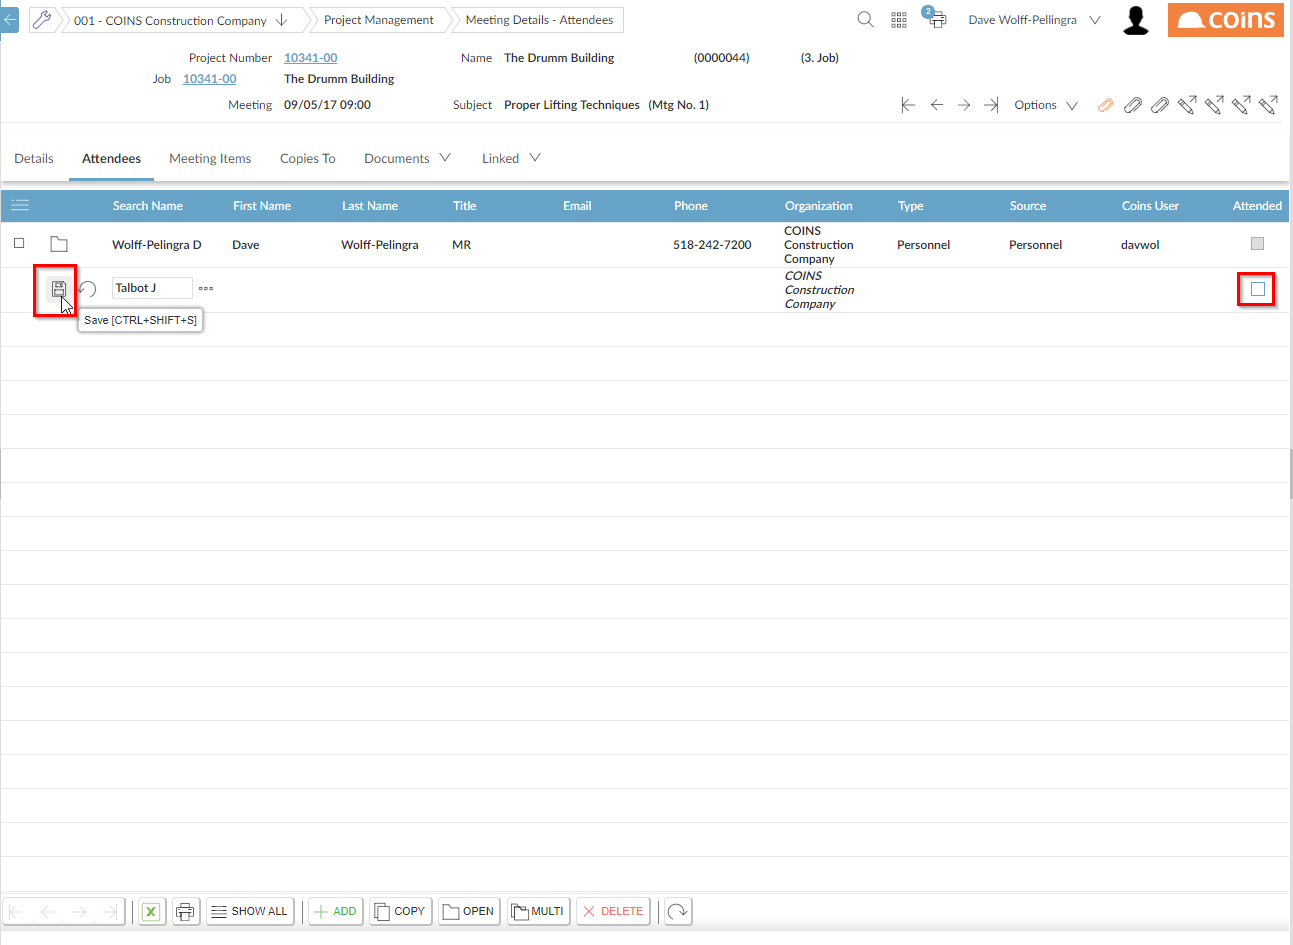 001 - COINS Construction Company Project Management Meeting Details - Attendees 2 Dave Wolff-Pellingra coins
Project Number 10341-00 Name The Drumm Building (0000044) (3. Job)
Job 10341-00 The Drumm Building
Meeting 09/05/17 09:00 Subject Proper Lifting Techniques (Mtg No. 1) Options
Details Attendees Meeting Items Copies To Documents Linked
Search Name First Name Last Name Title Email Phone Organization Type Source Coins User Attended
Wolff-Pelingra D Dave Wolff-Pelingra MR 518-242-7200 COINS Construction Company Personnel Personnel davwol
Talbot J COINS Construction Company
Save [CTRL+SHIFT+S]
X SHOW ALL ADD COPY OPEN MULTI DELETE